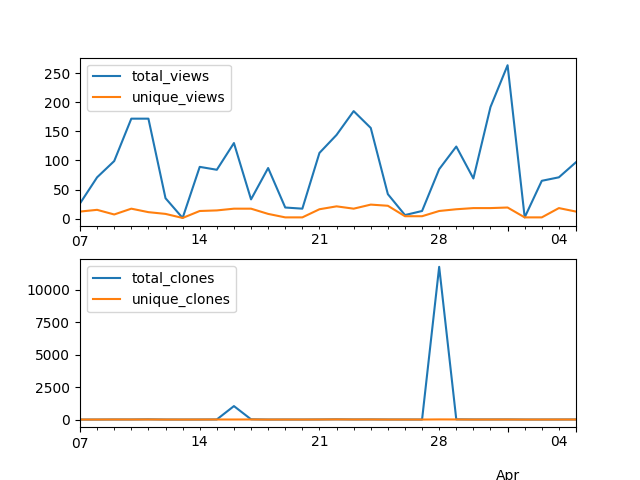 total_views
unique_views
250
200
150
100
50
0
07 14 21 28 04
total_clones
unique_clones
10000
7500
5000
2500
0
07 14 21 28 04
Apr